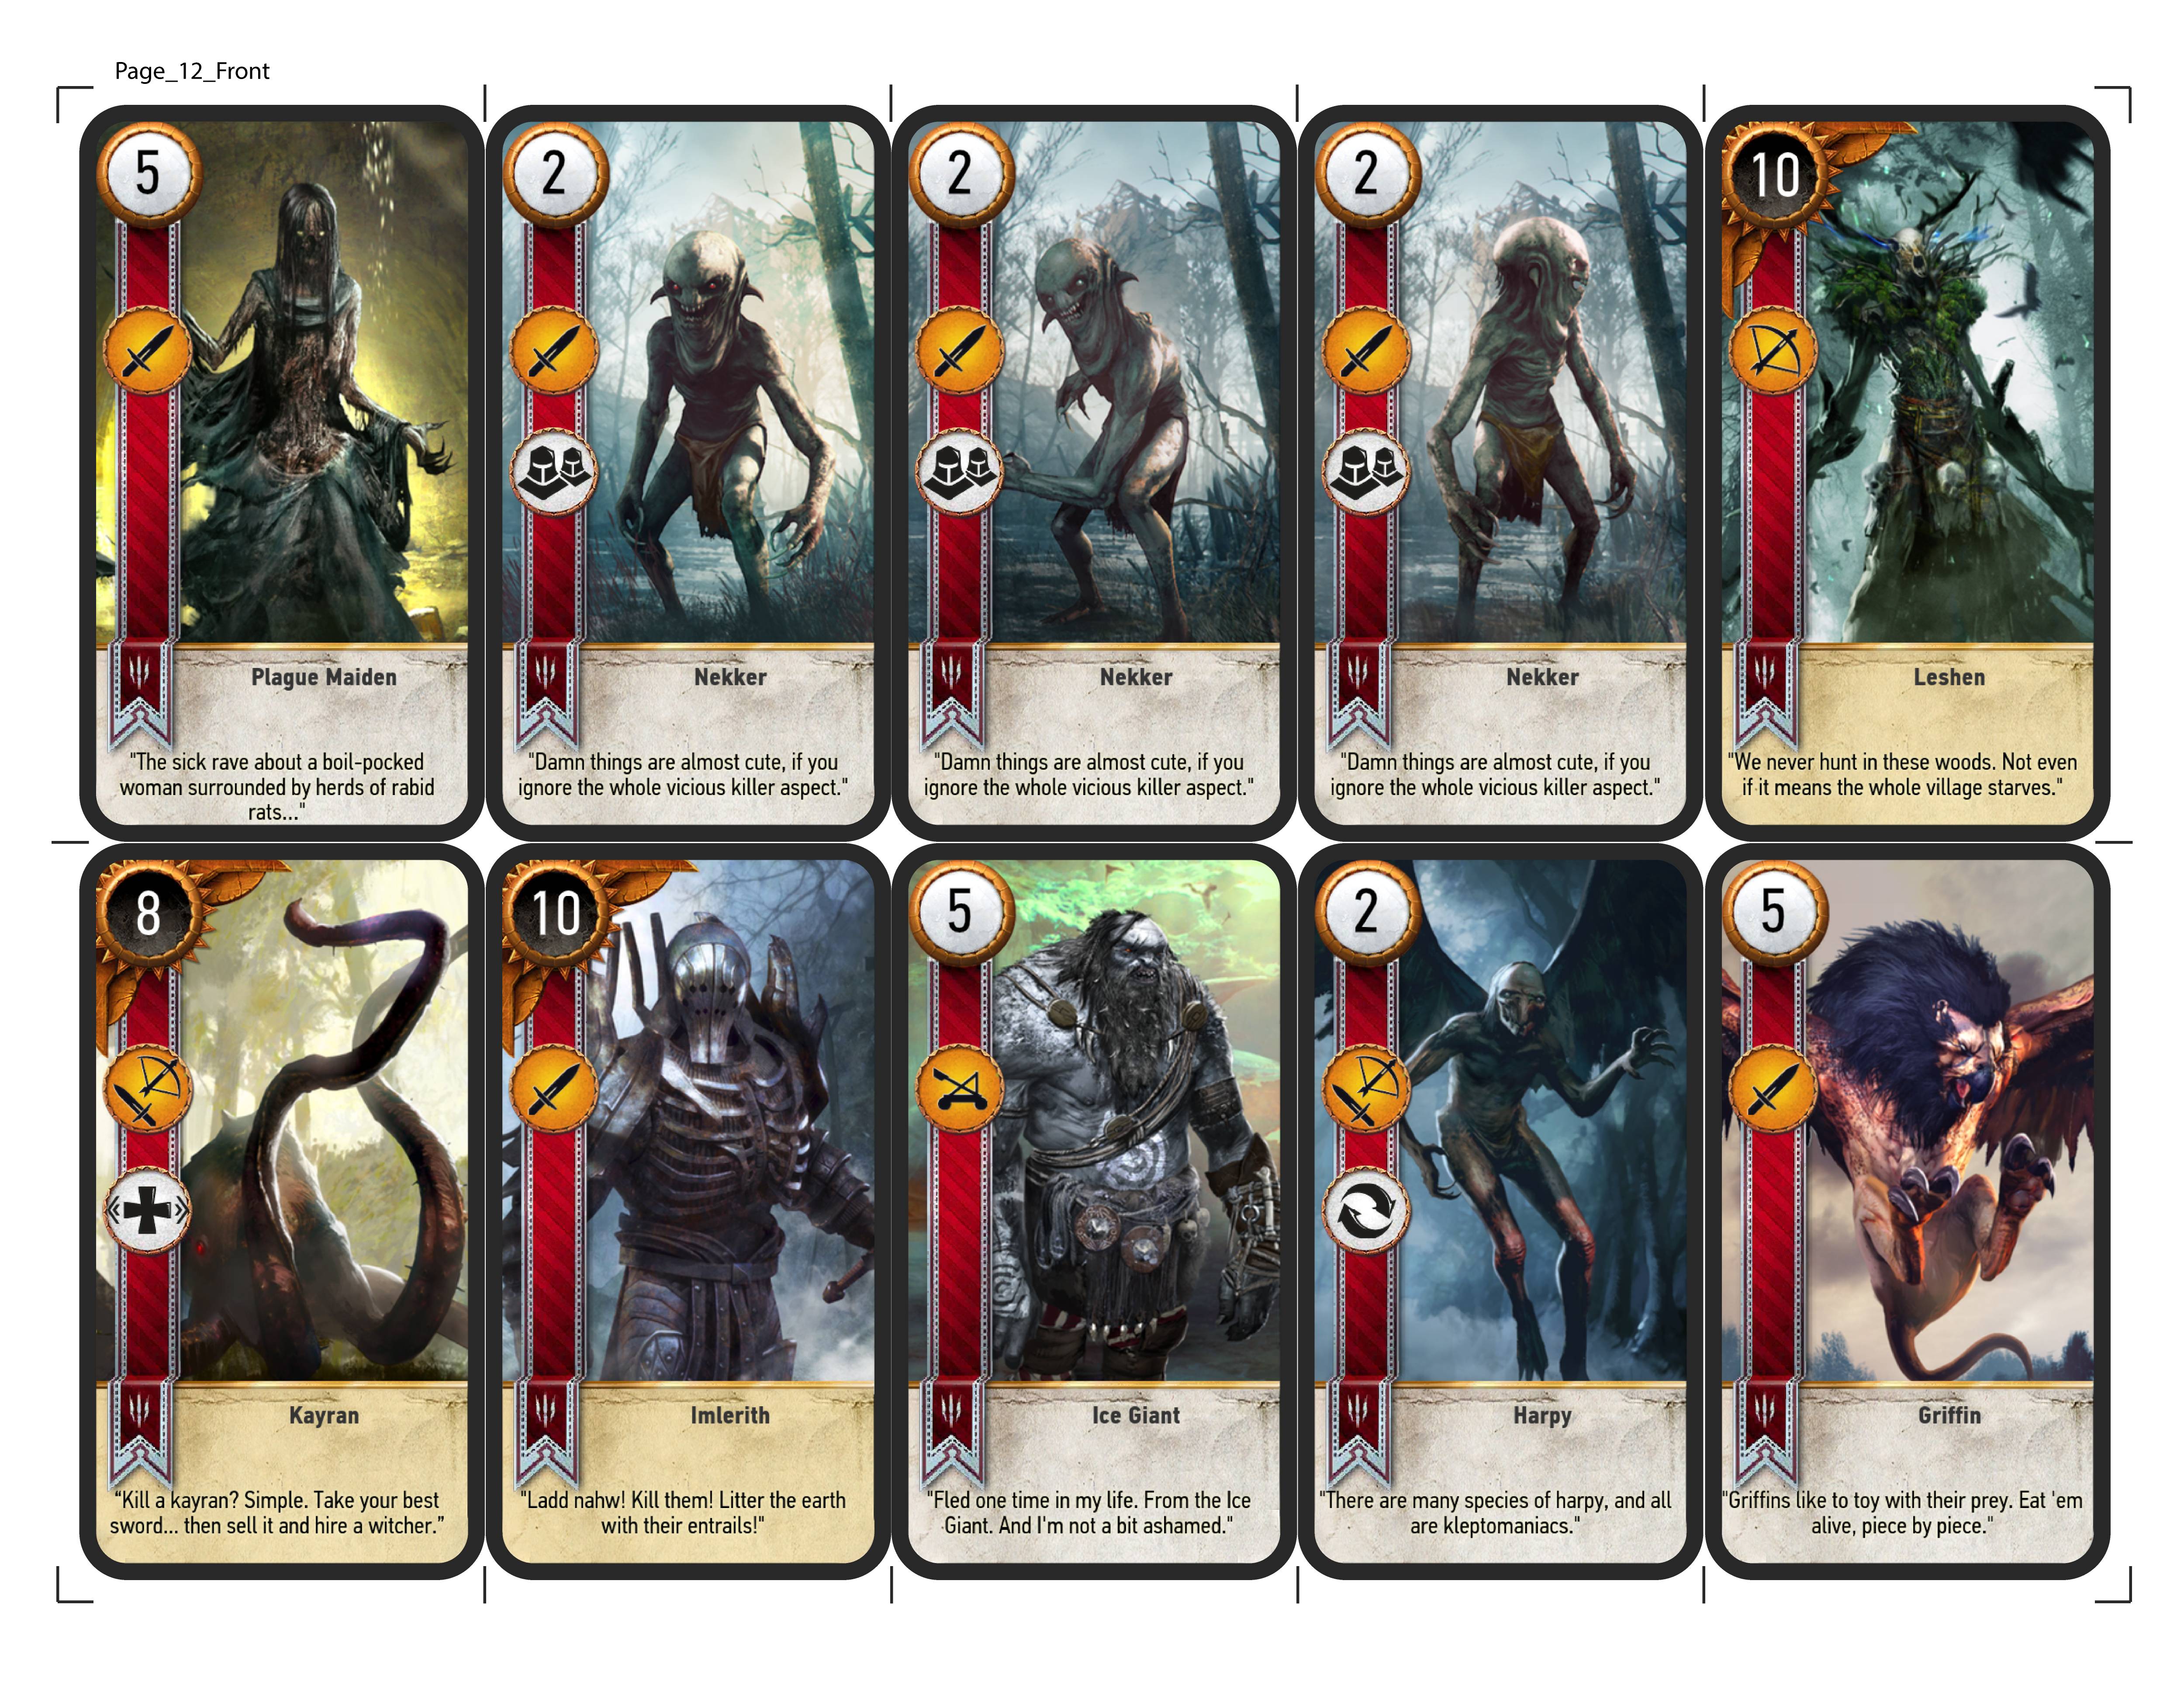 Page_12_Front
5
Plague Maiden
"The sick rave about a boil-pocked
woman surrounded by herds of rabid
rats..."
2
Nekker
"Damn things are almost cute, if you
ignore the whole vicious killer aspect."
2
Nekker
"Damn things are almost cute, if you
ignore the whole vicious killer aspect."
2
Nekker
"Damn things are almost cute, if you
ignore the whole vicious killer aspect."
10
Leshen
"We never hunt in these woods. Not even
if it means the whole village starves."
8
Kayran
“Kill a kayran? Simple. Take your best
sword... then sell it and hire a witcher.”
10
Imlerith
"Ladd nahw! Kill them! Litter the earth
with their entrails!"
5
Ice Giant
"Fled one time in my life. From the Ice
Giant. And I'm not a bit ashamed."
2
Harpy
"There are many species of harpy, and all
are kleptomaniacs."
5
Griffin
"Griffins like to toy with their prey. Eat 'em
alive, piece by piece."